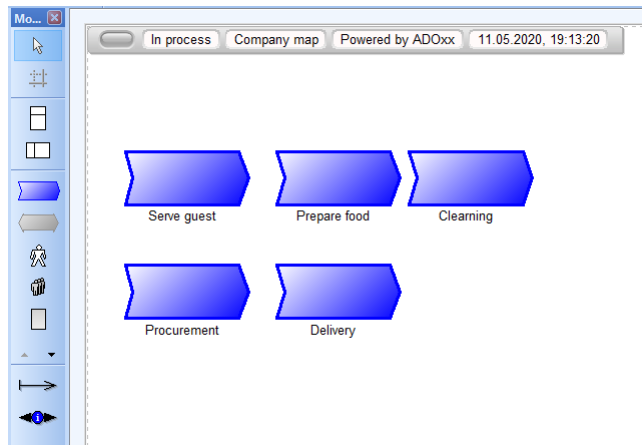 Mo...
In process Company map Powered by ADOxx 11.05.2020, 19:13:20
Serve guest Prepare food Clearning
Procurement Delivery